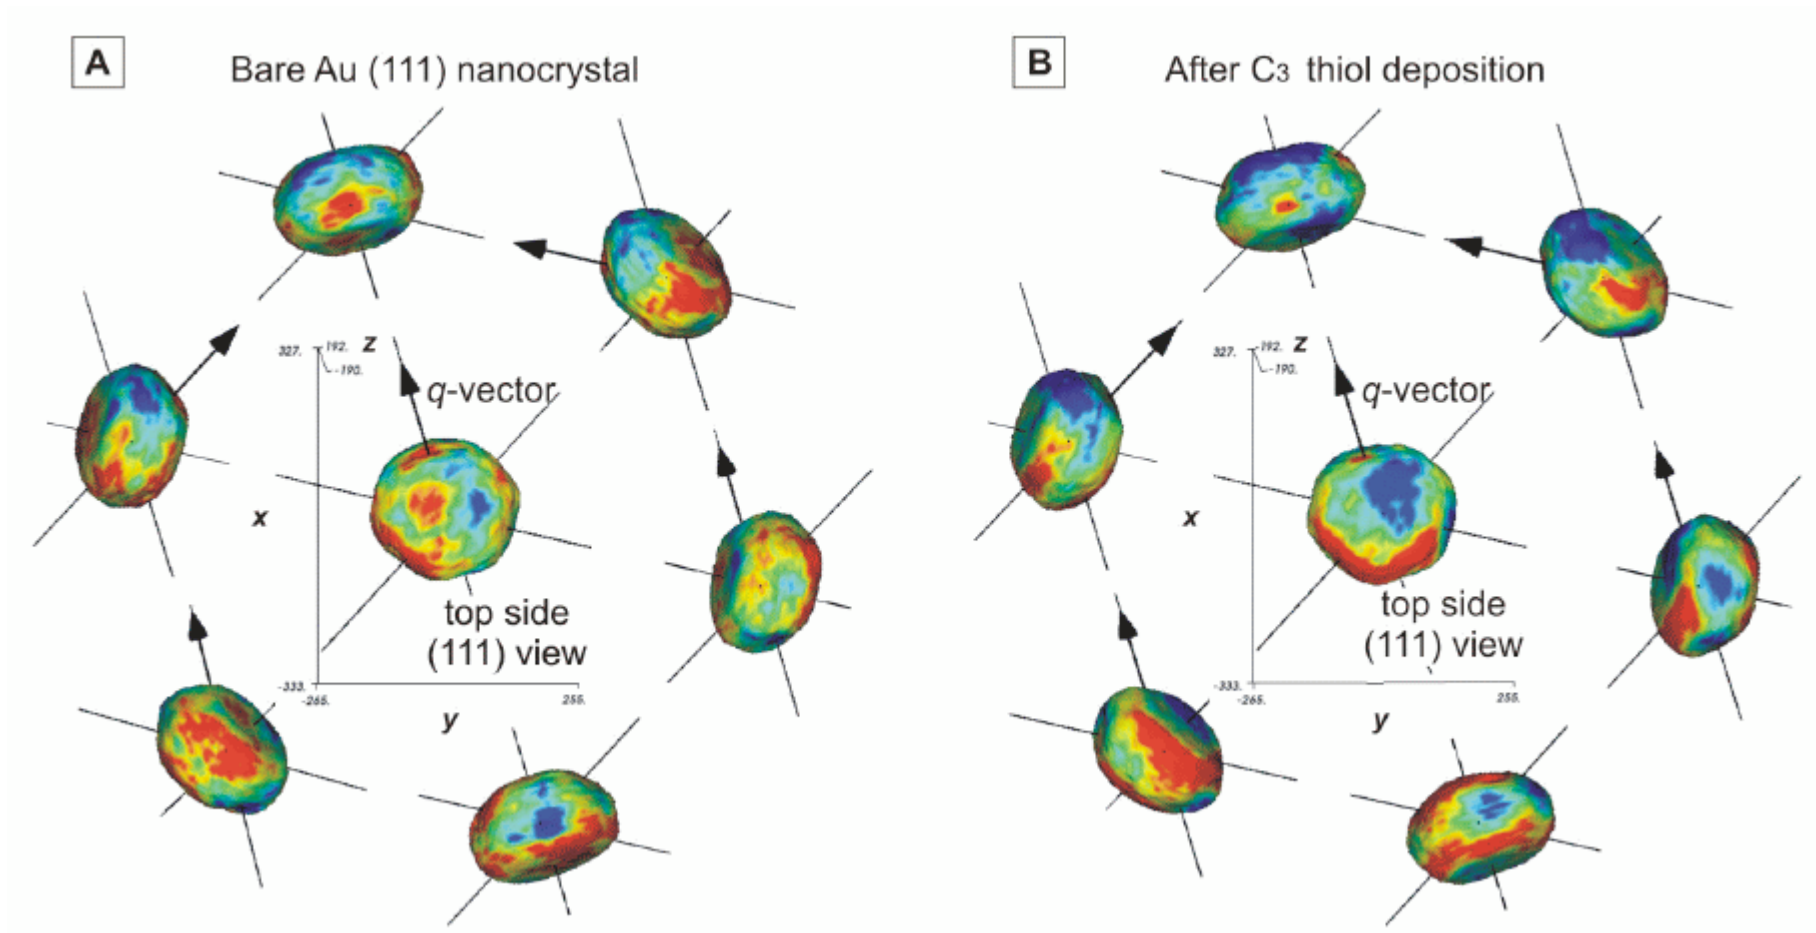 A
Bare Au (111) nanocrystal
327. 192. z
-190.
q-vector
x
top side
(111) view
-333.
-265. 255.
y
B
After C3 thiol deposition
327. -192. z
-190.
q-vector
x
top side
(111) view
-333.
-265. 255.
y